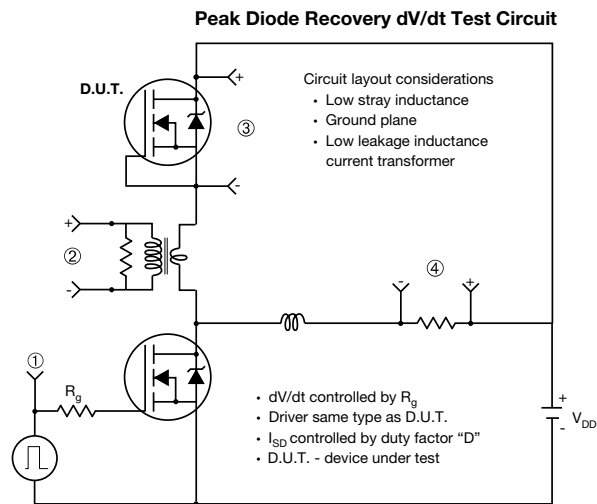 Peak Diode Recovery dV/dt Test Circuit
D.U.T.
+
③
-
Circuit layout considerations
• Low stray inductance
• Ground plane
• Low leakage inductance
current transformer
+
②
-
④
-
+
①
Rg
• dV/dt controlled by Rg
• Driver same type as D.U.T.
• ISD controlled by duty factor “D”
• D.U.T. - device under test
+
-
VDD